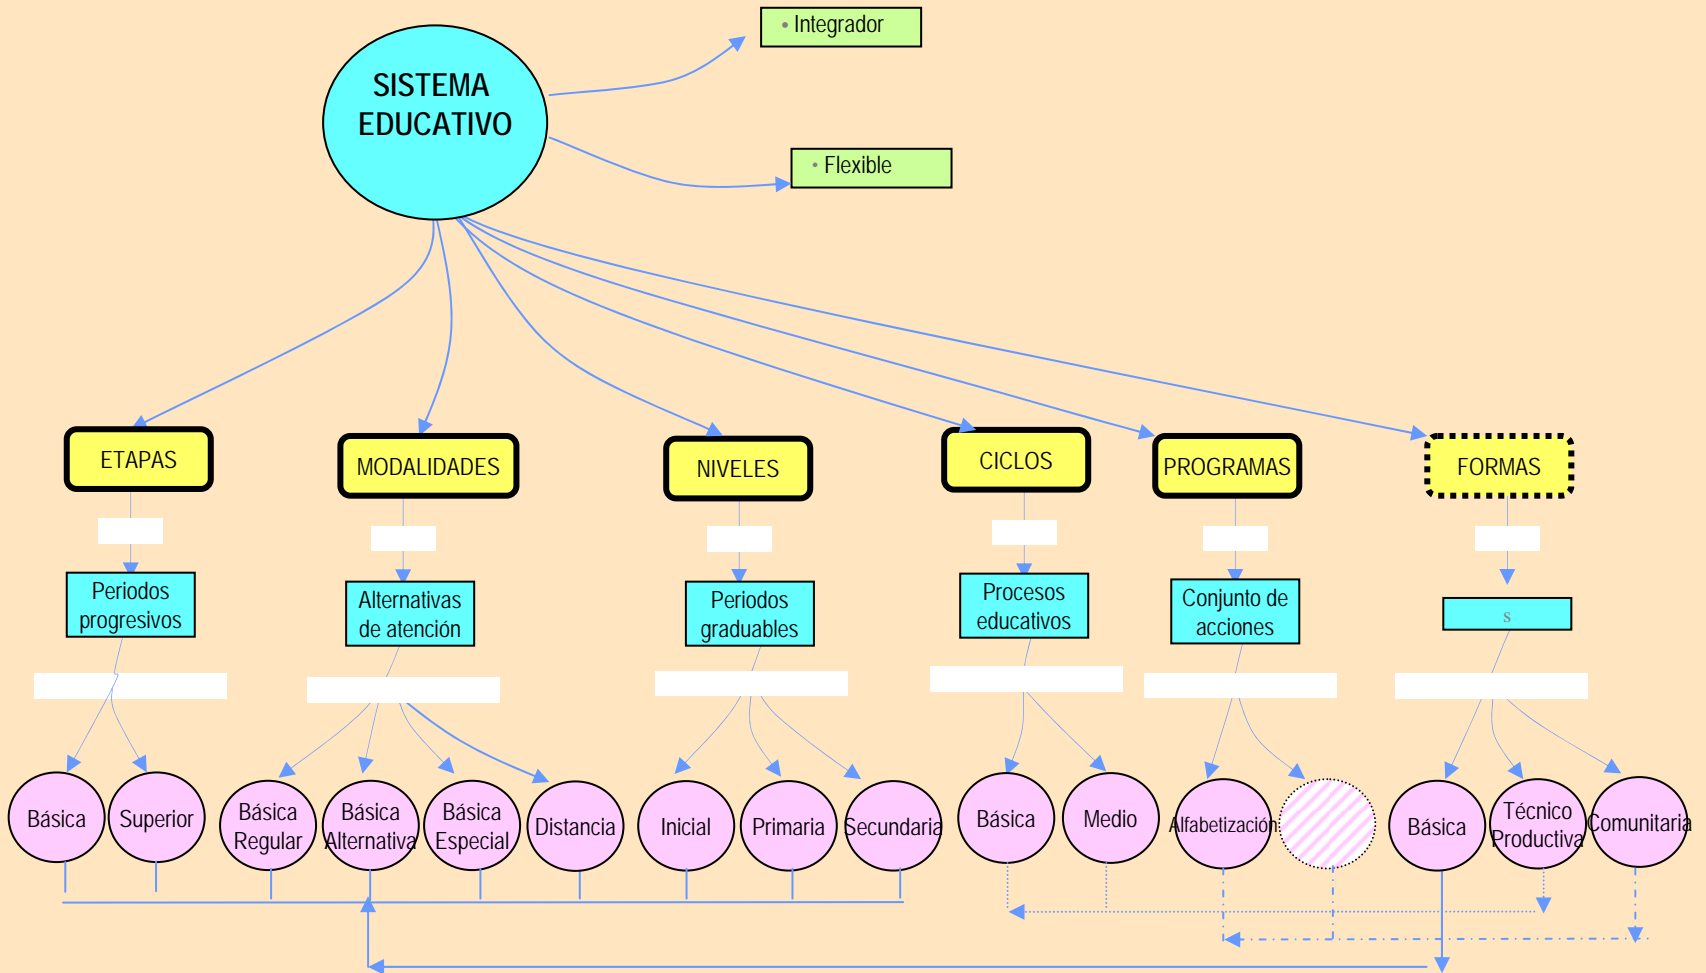 • Integrador
SISTEMA
EDUCATIVO
• Flexible
ETAPAS
MODALIDADES
NIVELES
CICLOS
PROGRAMAS
FORMAS
Periodos
progresivos
Alternativas
de atención
Periodos
graduables
Procesos
educativos
Conjunto de
acciones
s
Básica
Superior
Básica
Regular
Básica
Alternativa
Básica
Especial
Distancia
Inicial
Primaria
Secundaria
Básica
Medio
Alfabetización
Básica
Técnico
Productiva
Comunitaria